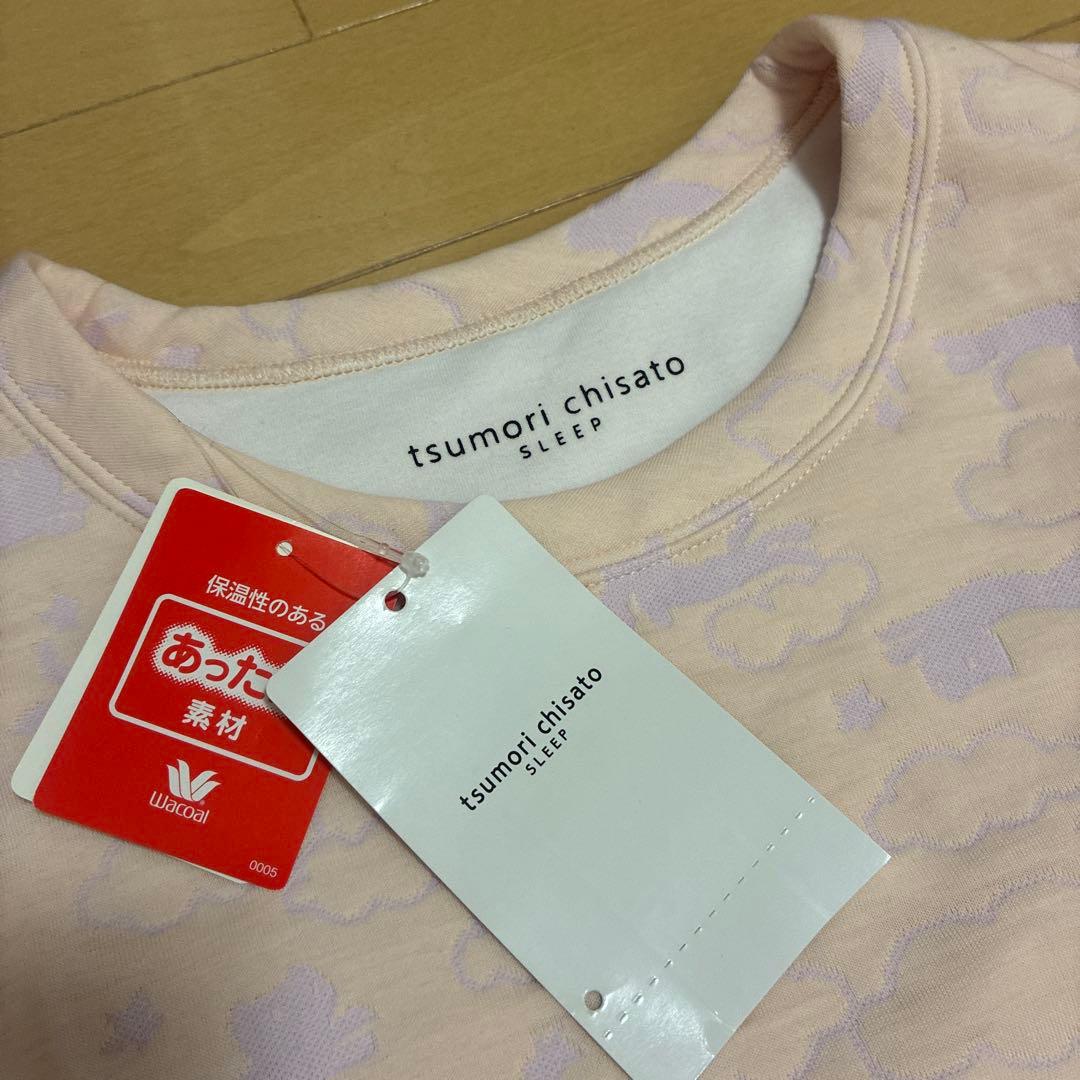 tsumori chisato
SLEEP
保温性のある
あった
素材
Wacoal
0005
tsumori chisato
SLEEP